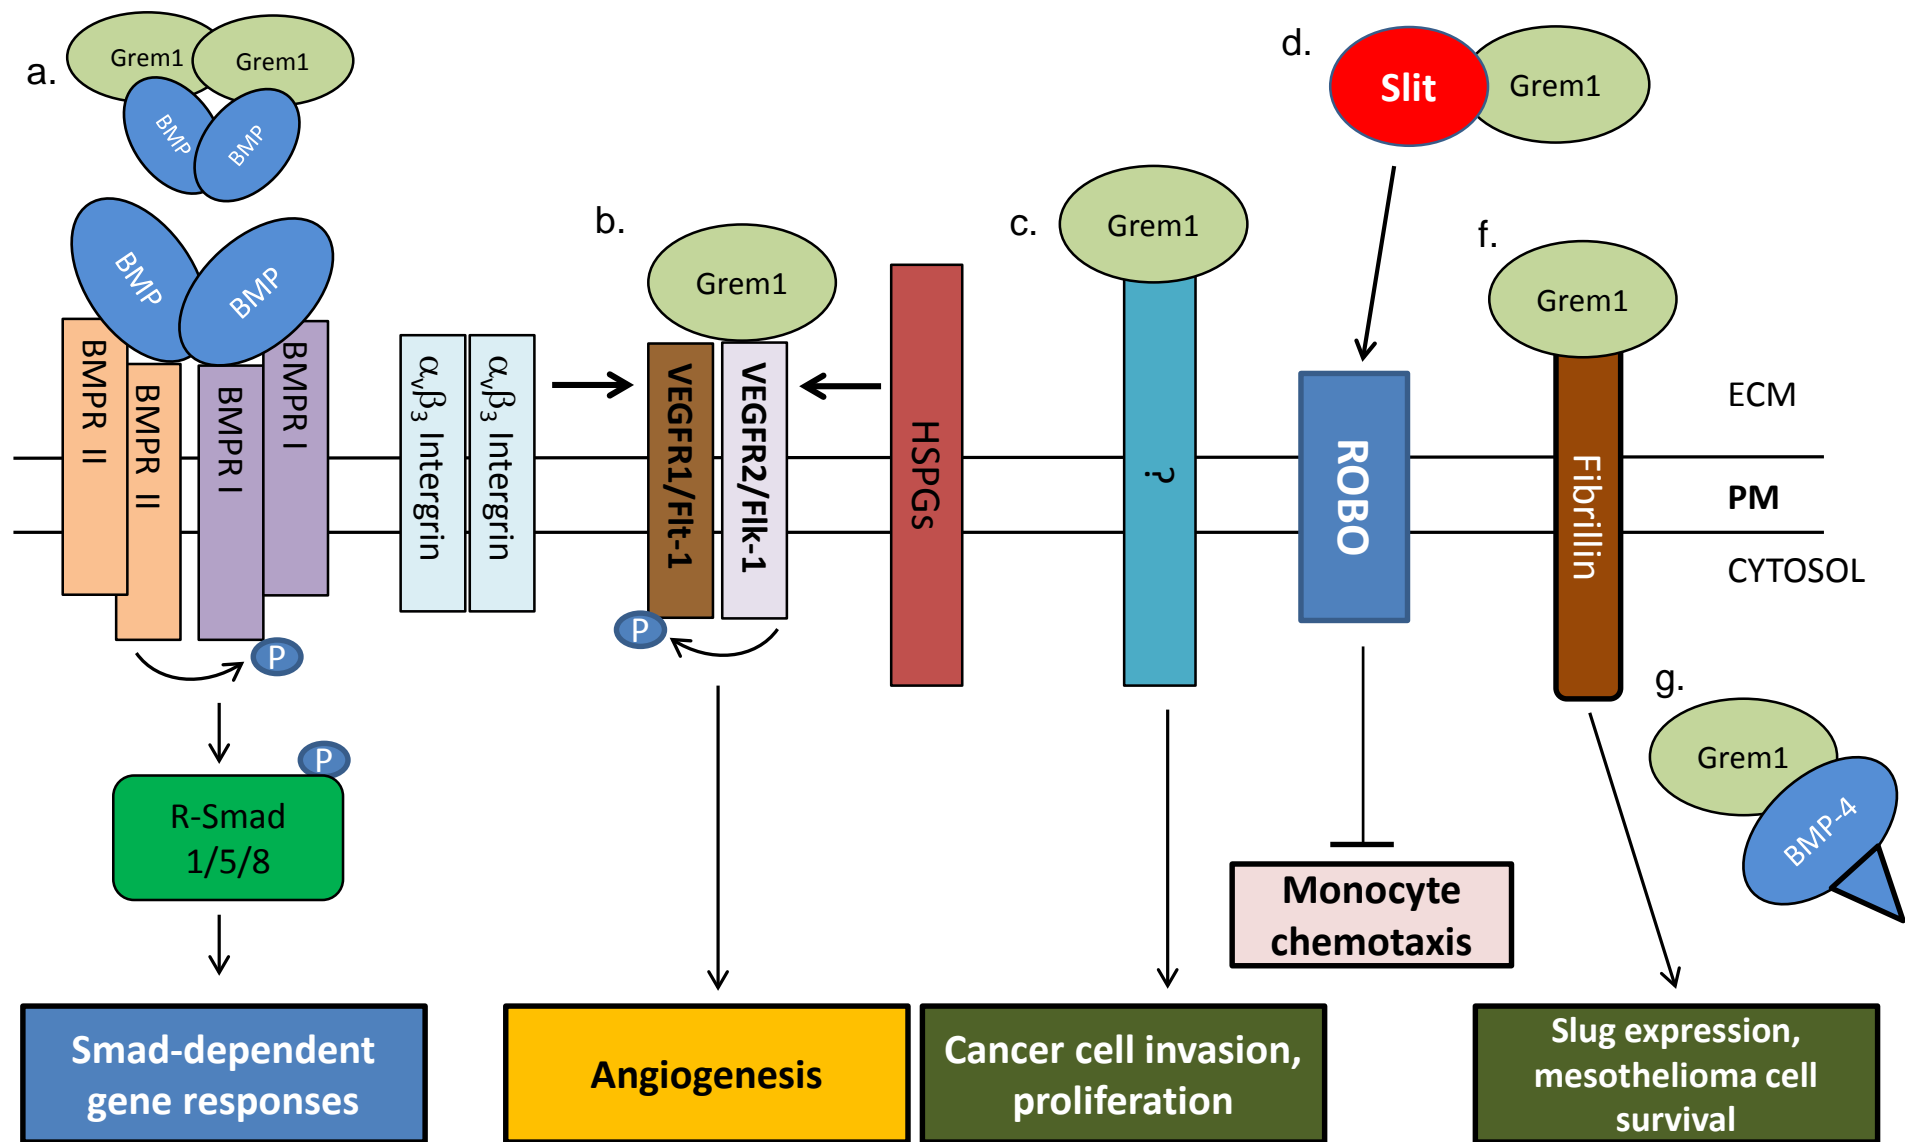 a.
Grem1
Grem1
BMP
BMP
BMP
BMP
BMPR II
BMPR II
BMPR I
BMPR I
P
P
R-Smad
1/5/8
Smad-dependent
gene responses
αvβ3 Intergrin
αvβ3 Intergrin
b.
Grem1
VEGFR1/Flt-1
VEGFR2/Flk-1
P
HSPGs
Angiogenesis
c.
Grem1
?
Cancer cell invasion,
proliferation
d.
Slit
Grem1
ROBO
Monocyte
chemotaxis
f.
Grem1
Fibrillin
ECM
PM
CYTOSOL
g.
Grem1
BMP-4
Slug expression,
mesothelioma cell
survival